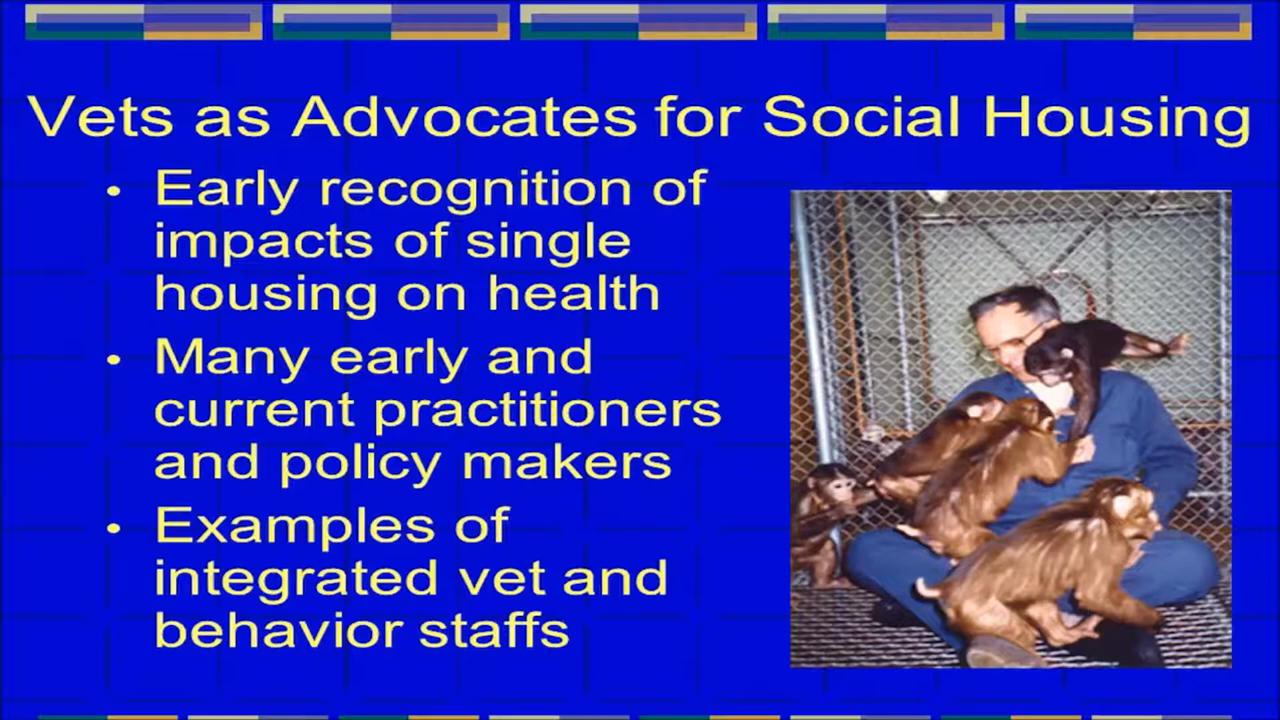 Vets as Advocates for Social Housing
• Early recognition of
impacts of single
housing on health
• Many early and
current practitioners
and policy makers
• Examples of
integrated vet and
behavior staffs